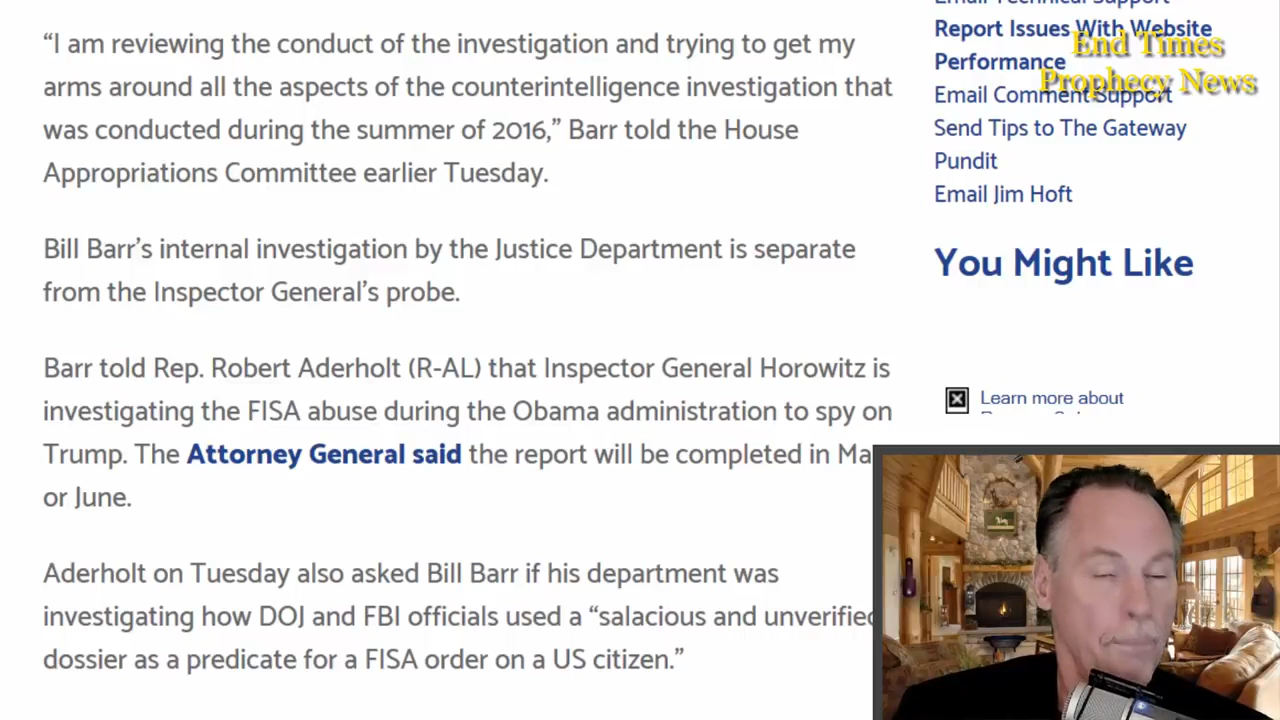 “I am reviewing the conduct of the investigation and trying to get my
arms around all the aspects of the counterintelligence investigation that
was conducted during the summer of 2016,” Barr told the House
Appropriations Committee earlier Tuesday.
Bill Barr’s internal investigation by the Justice Department is separate
from the Inspector General’s probe.
Barr told Rep. Robert Aderholt (R-AL) that Inspector General Horowitz is
investigating the FISA abuse during the Obama administration to spy on
Trump. The Attorney General said the report will be completed in
or June.
Aderholt on Tuesday also asked Bill Barr if his department was
investigating how DOJ and FBI officials used a “salacious and unverified
dossier as a predicate for a FISA order on a US citizen.”
Email Technical Support
Report Issues With Website
Performance
Email Comment Support
Send Tips to The Gateway
Pundit
Email Jim Hoft
You Might Like
Learn more about
End Times
Prophecy News